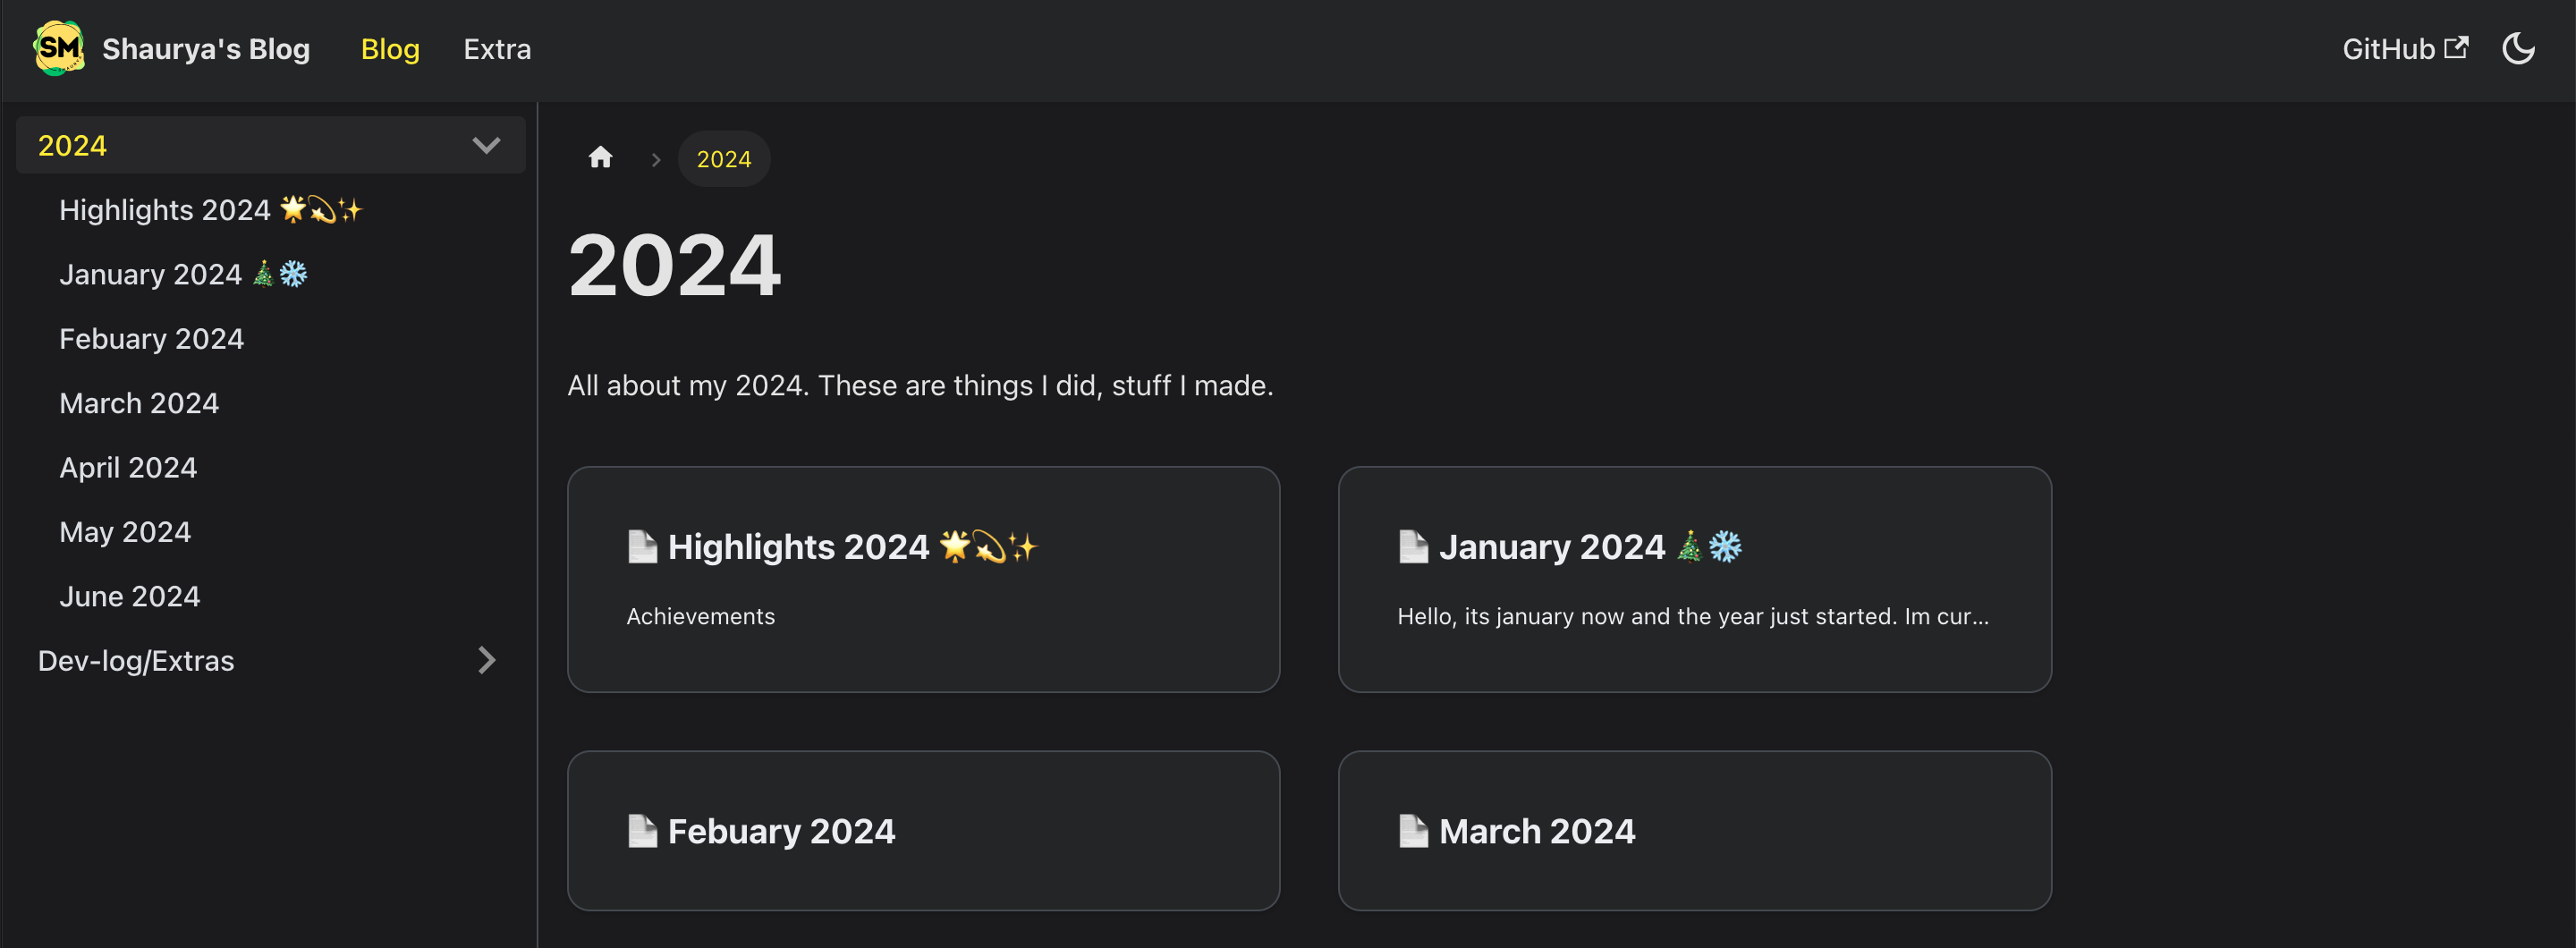 SM Shaurya's Blog Blog Extra GitHub
2024
Highlights 2024 🌟💫✨
January 2024 🎄❄️
Febuary 2024
March 2024
April 2024
May 2024
June 2024
Dev-log/Extras
2024
2024
All about my 2024. These are things I did, stuff I made.
📄 Highlights 2024 🌟💫✨
Achievements
📄 January 2024 🎄❄️
Hello, its january now and the year just started. Im cur...
📄 Febuary 2024
📄 March 2024